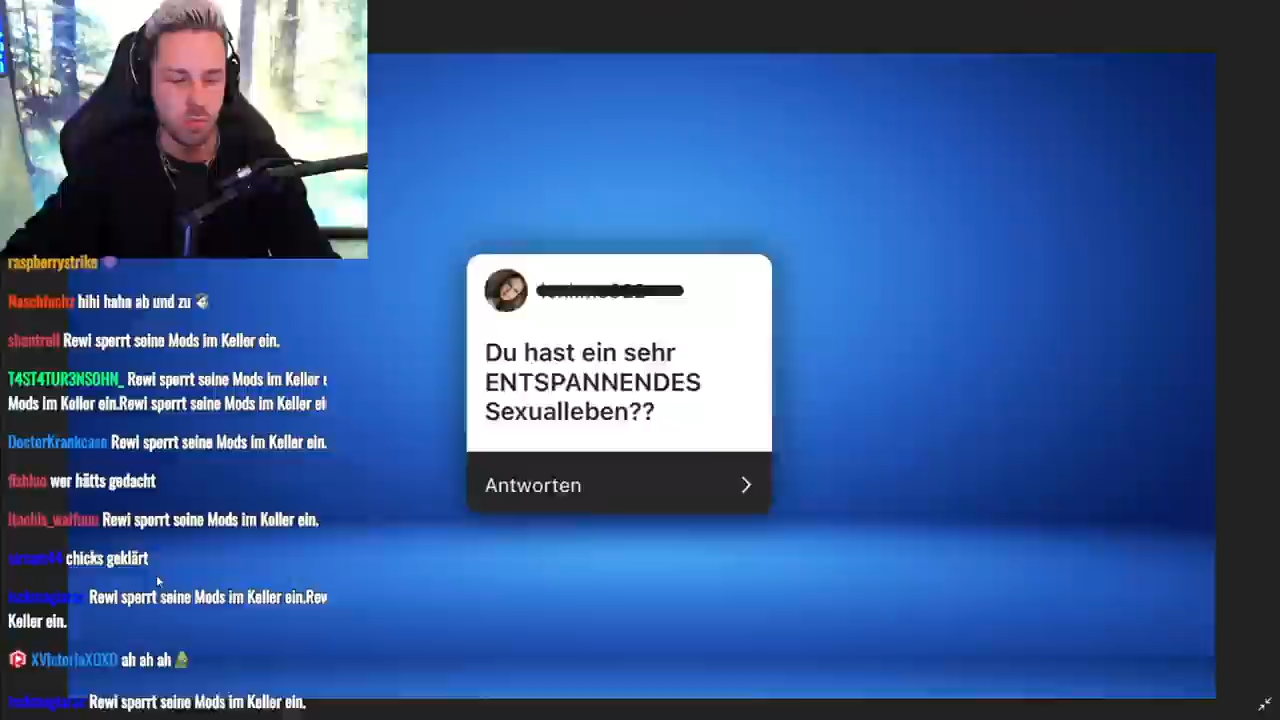 raspberrystrike
Naschfuchz hihi haha ab und zu
shantrell Rewi sperrt seine Mods im Keller ein.
T4ST4TUR3NSOHN_ Rewi sperrt seine Mods im Keller
Mods im Keller ein.Rewi sperrt seine Mods im Keller ei
DoctorKrankcase Rewi sperrt seine Mods im Keller ein.
wer hätts gedacht
Rewi sperrt seine Mods im Keller ein.
chicks geklärt
Rewi sperrt seine Mods im Keller ein.Rev
Keller ein.
XVictoriaXOXO ah ah ah
Rewi sperrt seine Mods im Keller ein.
Du hast ein sehr
ENTSPANNENDES
Sexualleben??
Antworten